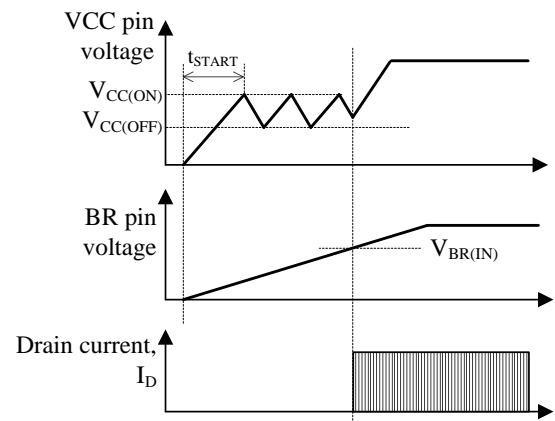 VCC pin
voltage
tSTART
VCC(ON)
VCC(OFF)
BR pin
voltage
VBR(IN)
Drain current,
ID